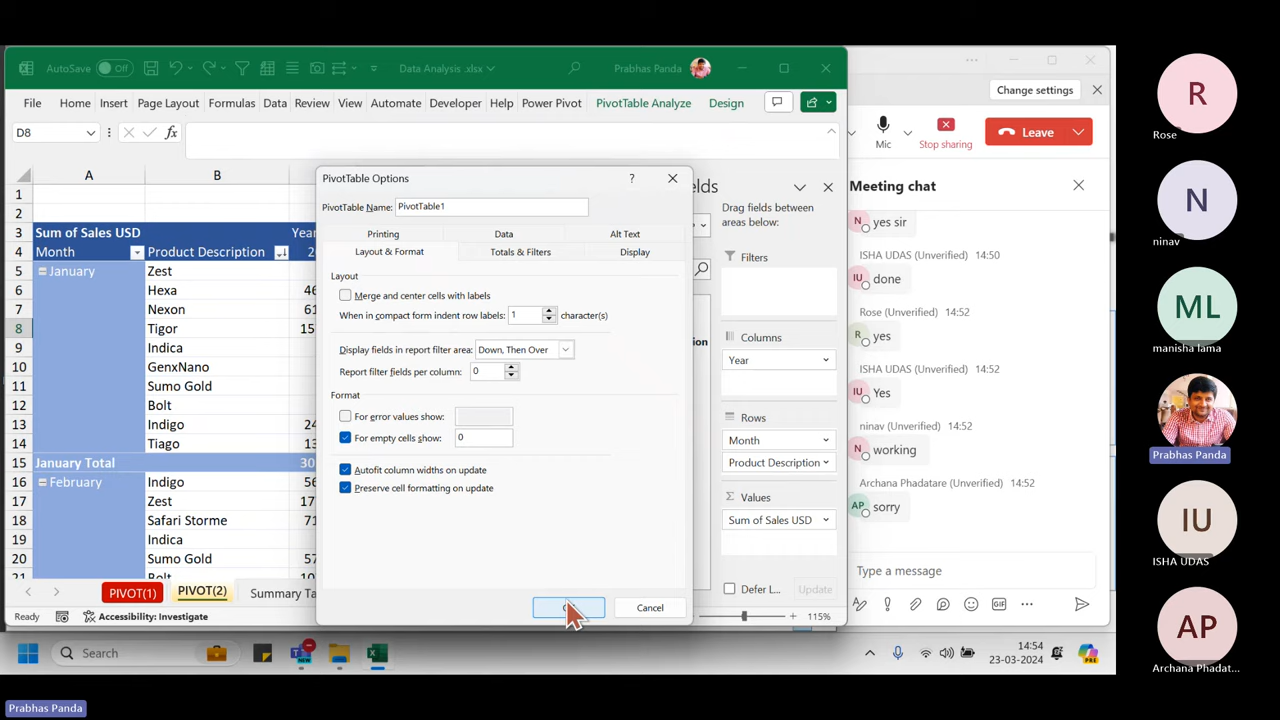 AutoSave Off
Data Analysis .xlsx
Prabhas Panda
File Home Insert Page Layout Formulas Data Review View Automate Developer Help Power Pivot PivotTable Analyze Design
D8
fx
A B
1
2
3 Sum of Sales USD Year
4 Month Product Description
5 January Zest
6 Hexa 46
7 Nexon 61
8 Tigor 15
9 Indica
10 GenxNano
11 Sumo Gold
12 Bolt
13 Indigo 24
14 Tiago 13
15 January Total 30
16 February Indigo 56
17 Zest 17
18 Safari Storme 71
19 Indica
20 Sumo Gold 57
21 Bolt 10
PIVOT(1) PIVOT(2) Summary Ta
Ready Accessibility: Investigate
115%
PivotTable Options
?
PivotTable Name: PivotTable1
Printing Data Alt Text
Layout & Format Totals & Filters Display
Layout
Merge and center cells with labels
When in compact form indent row labels: 1 character(s)
Display fields in report filter area: Down, Then Over
Report filter fields per column: 0
Format
For error values show:
For empty cells show: 0
Autofit column widths on update
Preserve cell formatting on update
Cancel
elds
Drag fields between
areas below:
Filters
Columns
Year
Rows
Month
Product Description
Σ Values
Sum of Sales USD
Defer L... Update
Change settings
Mic
Stop sharing
Leave
Meeting chat
N yes sir
ISHA UDAS (Unverified) 14:50
IU done
Rose (Unverified) 14:52
R yes
ISHA UDAS (Unverified) 14:52
IU Yes
ninav (Unverified) 14:52
N working
Archana Phadatare (Unverified) 14:52
AP sorry
Type a message
GIF
Search
NEW
14:54
23-03-2024
PRE
R
Rose
N
ninav
ML
manisha lama
Prabhas Panda
IU
ISHA UDAS
AP
Archana Phadat...
Prabhas Panda